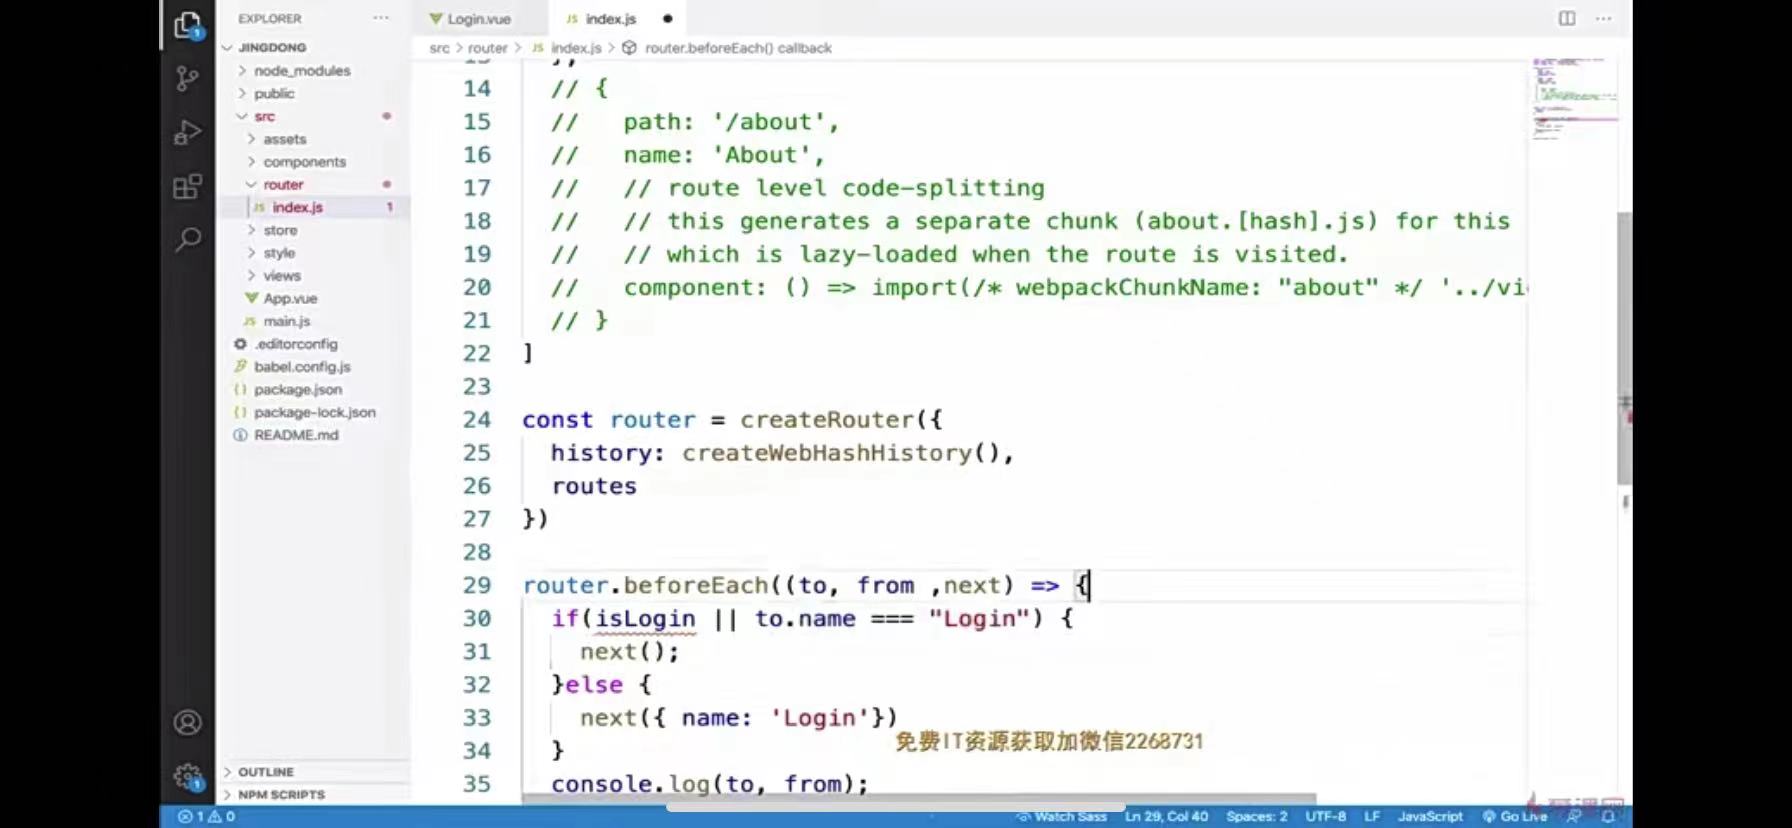 EXPLORER
Login.vue
JS index.js
JINGDONG
src > router > JS index.js > router.beforeEach() callback
node_modules
public
src
assets
components
router
JS index.js 1
store
style
views
App.vue
JS main.js
.editorconfig
babel.config.js
{} package.json
{} package-lock.json
README.md
OUTLINE
NPM SCRIPTS
14 // {
15 //   path: '/about',
16 //   name: 'About',
17 //   // route level code-splitting
18 //   // this generates a separate chunk (about.[hash].js) for this
19 //   // which is lazy-loaded when the route is visited.
20 //   component: () => import(/* webpackChunkName: "about" */ '../vi
21 // }
22 ]
23
24 const router = createRouter({
25   history: createWebHashHistory(),
26   routes
27 })
28
29 router.beforeEach((to, from ,next) => {
30   if(isLogin || to.name === "Login") {
31     next();
32   }else {
33     next({ name: 'Login'})
免费IT资源获取加微信2268731
34   }
35   console.log(to, from);
1 0 Watch Sass Ln 29, Col 40 Spaces: 2 UTF-8 LF JavaScript Go Live